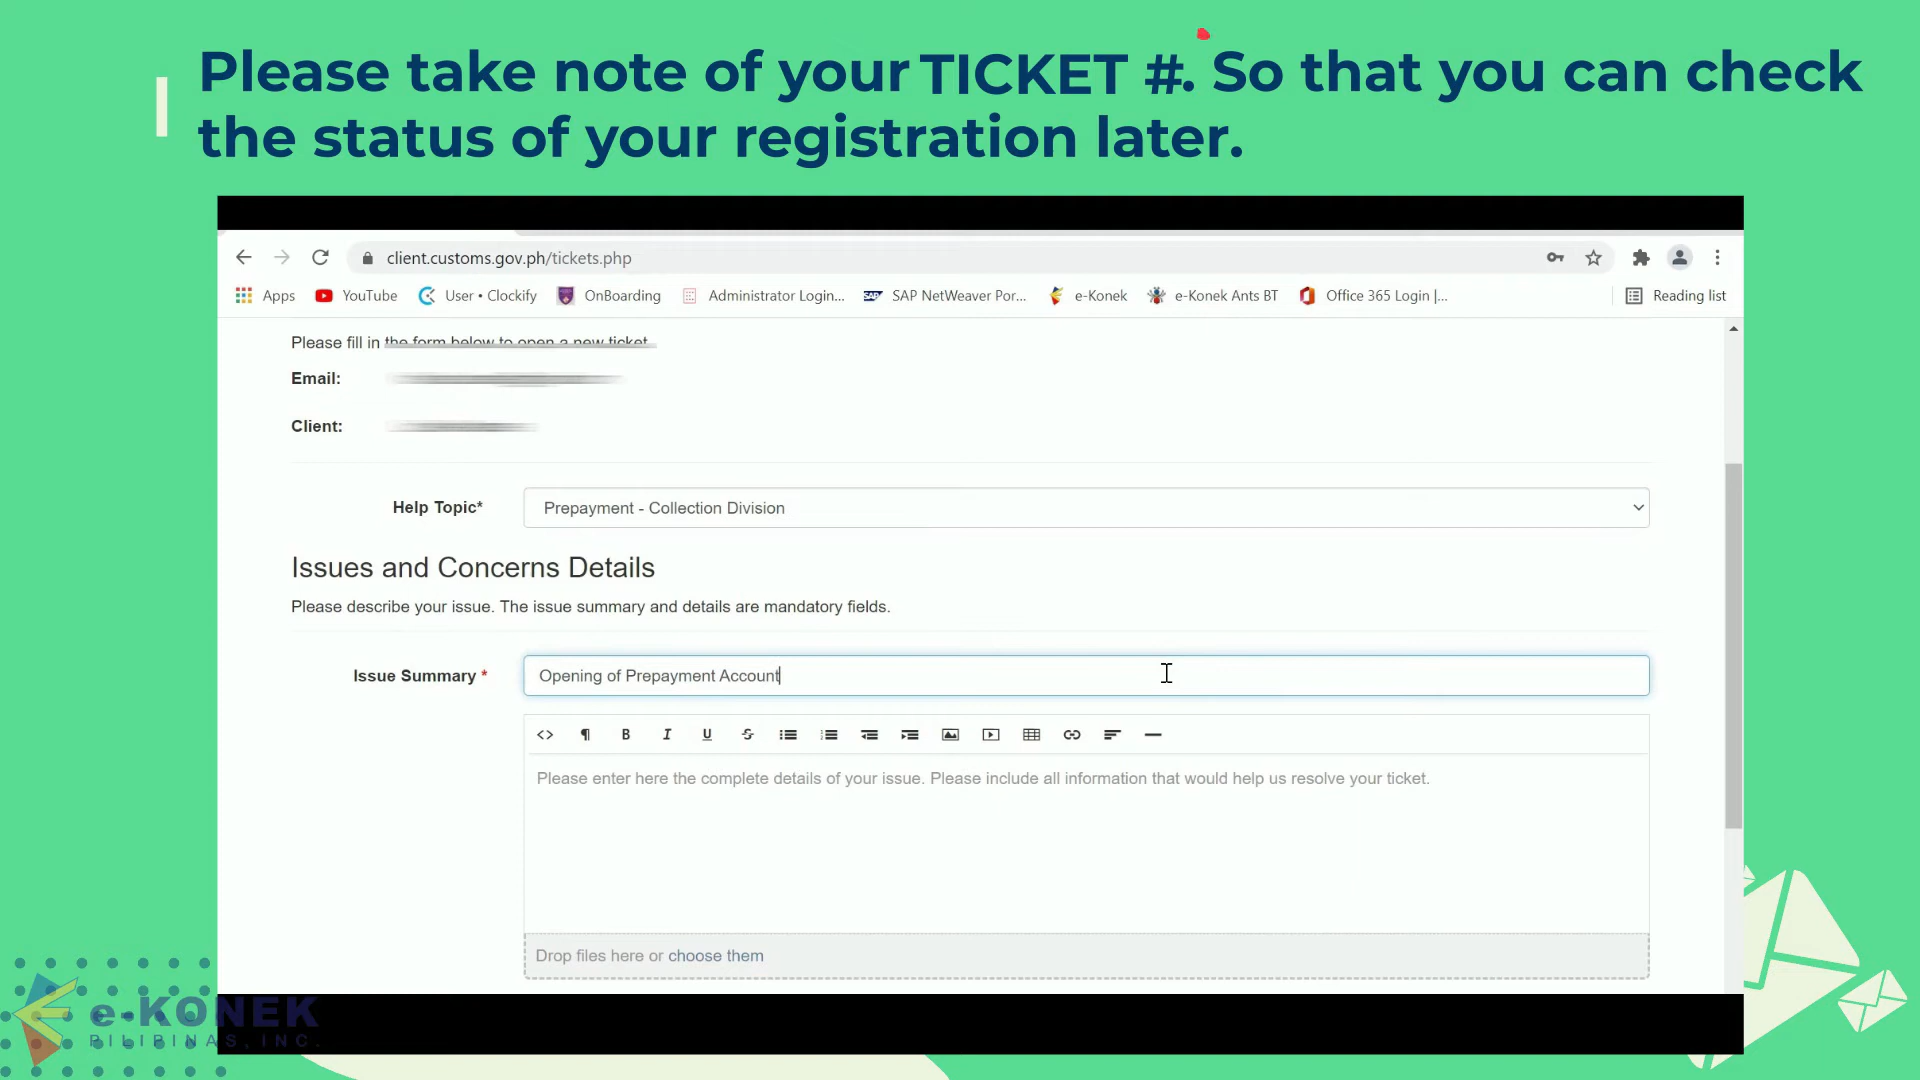 Please take note of your TICKET #. So that you can check
the status of your registration later.
client.customs.gov.ph/tickets.php
Apps YouTube User • Clockify OnBoarding Administrator Login... SAP NetWeaver Por... e-Konek e-Konek Ants BT Office 365 Login |... Reading list
Please fill in the form below to open a new ticket.
Email:
Client:
Help Topic* Prepayment - Collection Division
Issues and Concerns Details
Please describe your issue. The issue summary and details are mandatory fields.
Issue Summary * Opening of Prepayment Account
Please enter here the complete details of your issue. Please include all information that would help us resolve your ticket.
Drop files here or choose them
e-KONEK
PILIPINAS, INC.